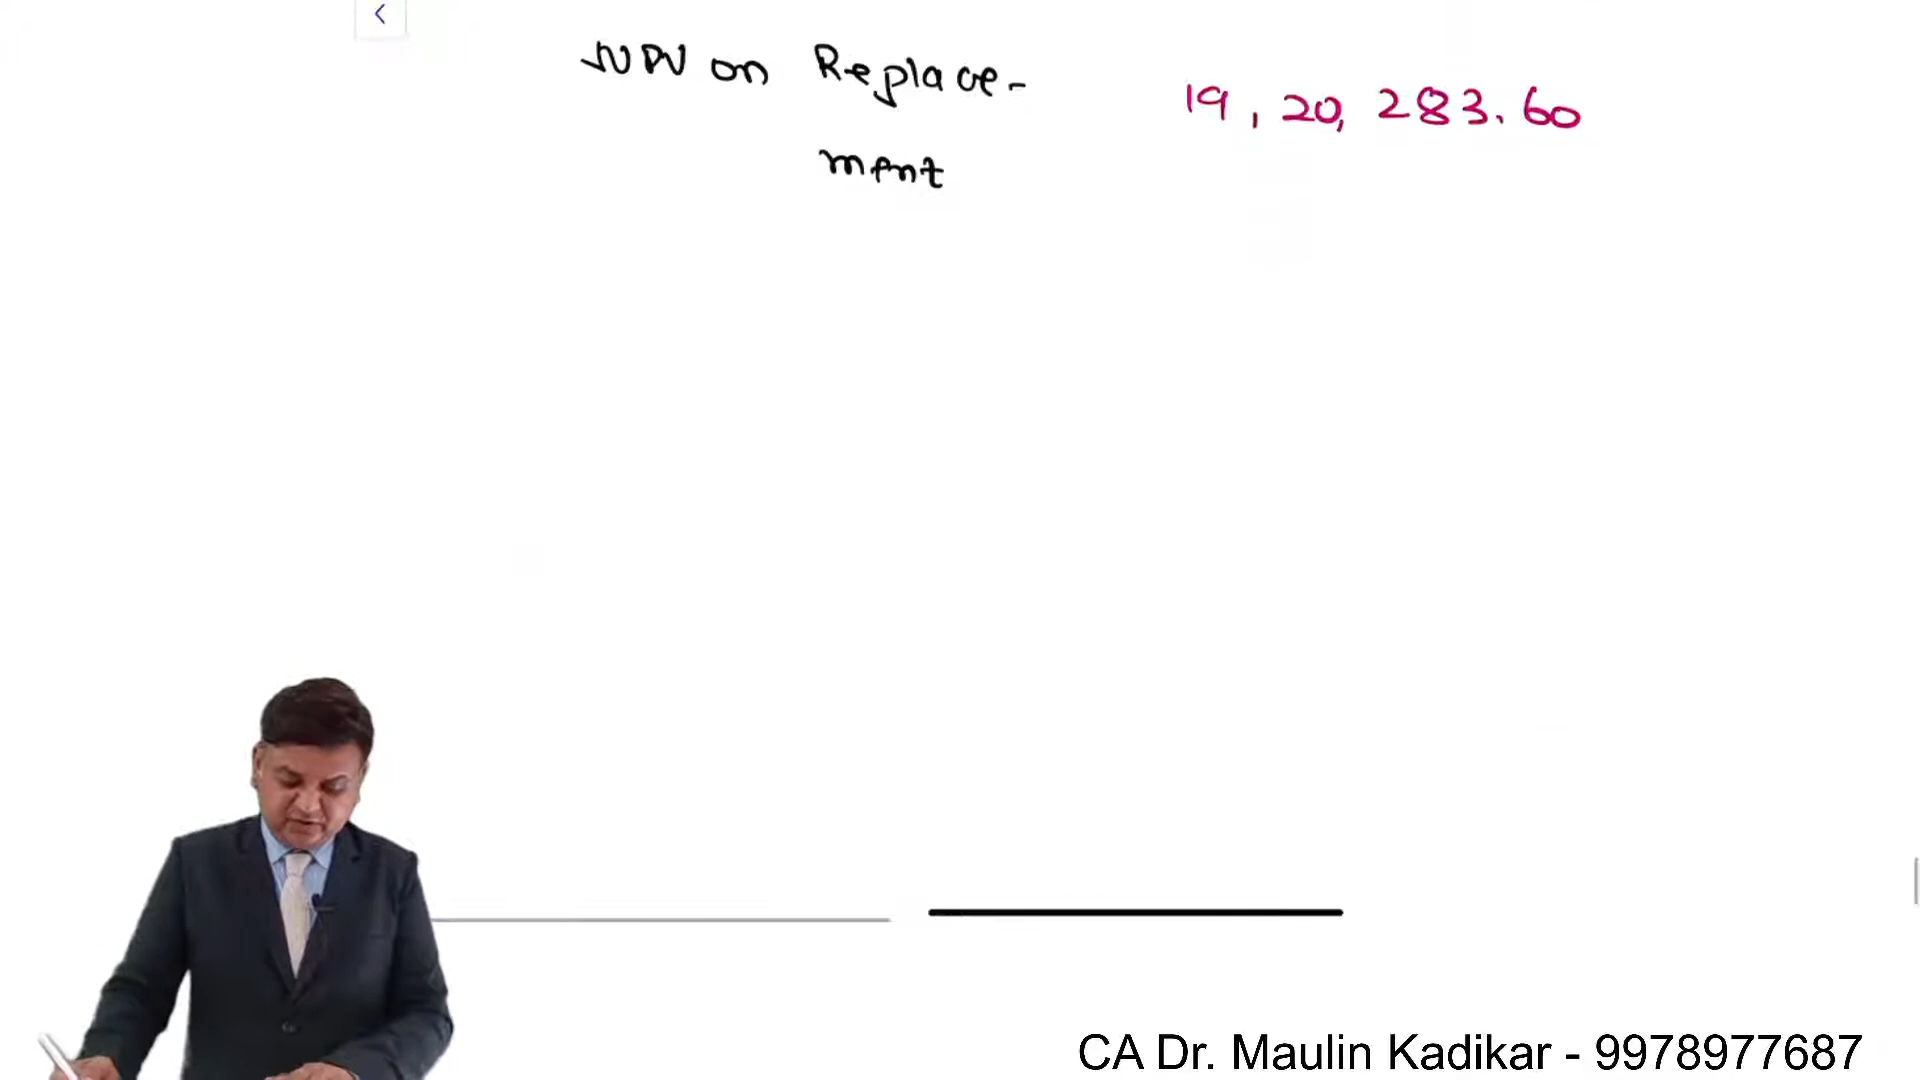 NPV on Replace-
ment
19, 20, 283.60
CA Dr. Maulin Kadikar - 9978977687